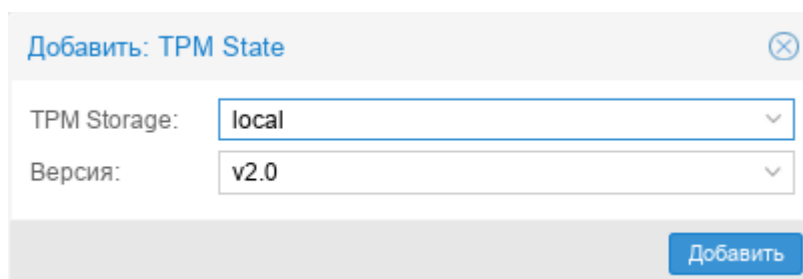 Добавить: TPM State
TPM Storage: local
Версия: v2.0
Добавить